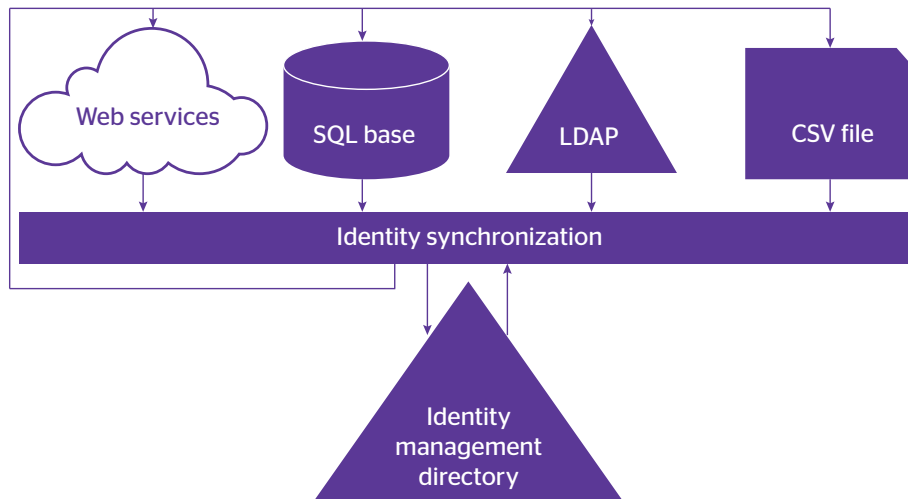 Web services
SQL base
LDAP
CSV file
Identity synchronization
Identity
management
directory